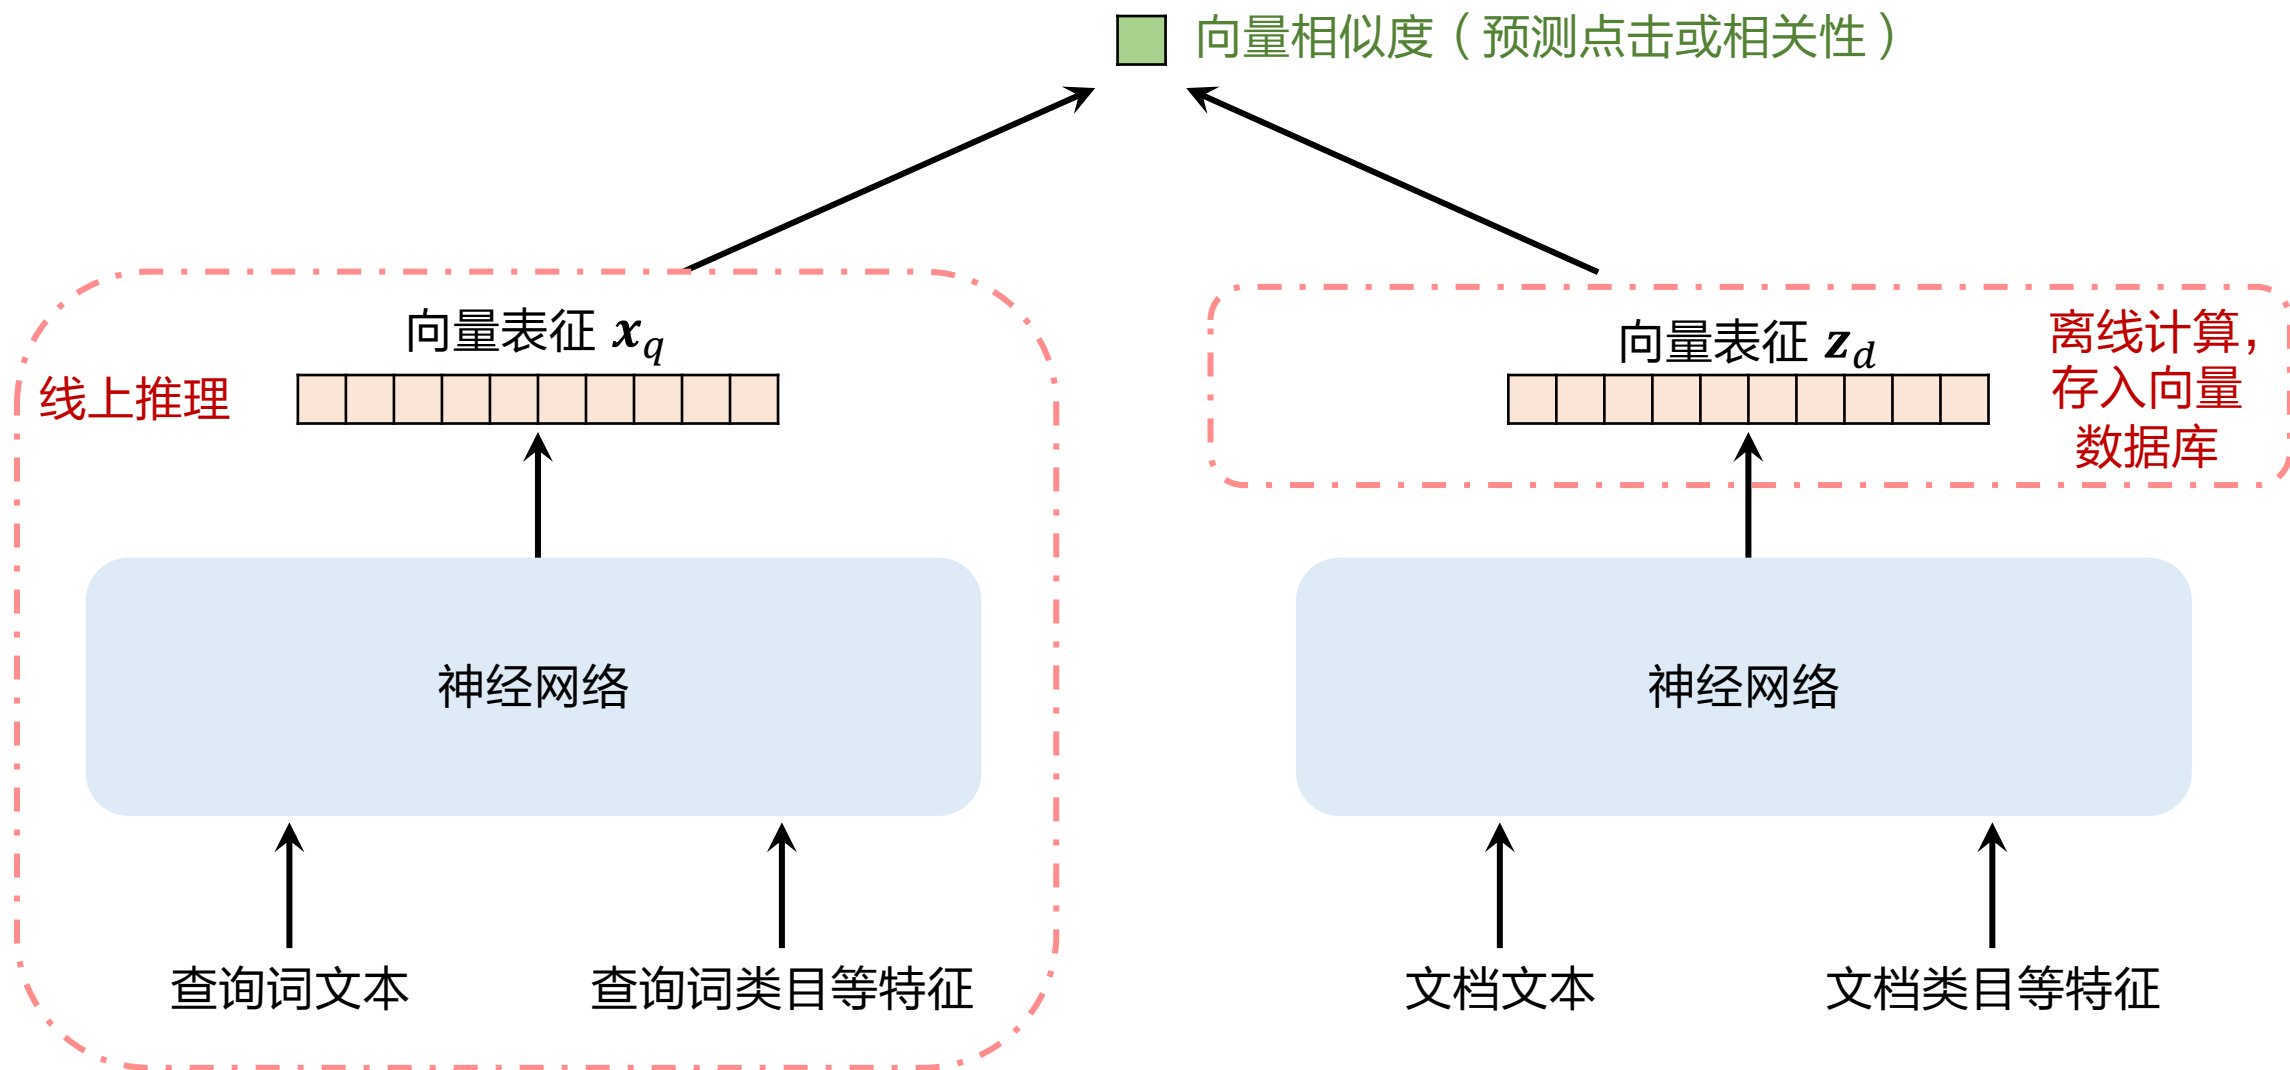 向量相似度（预测点击或相关性）
向量表征 x_q
线上推理
神经网络
查询词文本
查询词类目等特征
向量表征 z_d
离线计算，
存入向量
数据库
神经网络
文档文本
文档类目等特征